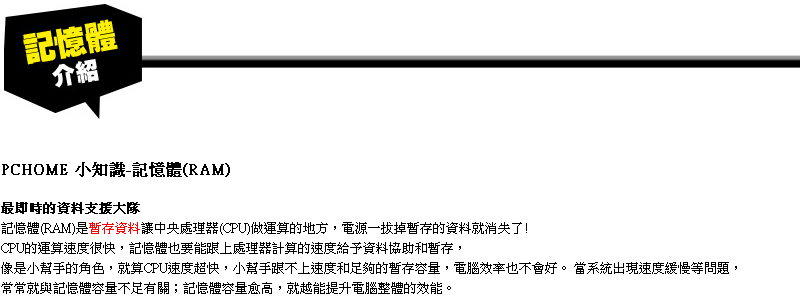 記憶體
介紹
PCHOME 小知識-記憶體(RAM)
最即時的資料支援大隊
記憶體(RAM)是暫存資料讓中央處理器(CPU)做運算的地方，電源一拔掉暫存的資料就消失了!
CPU的運算速度很快，記憶體也要能跟上處理器計算的速度給予資料協助和暫存，
像是小幫手的角色，就算CPU速度超快，小幫手跟不上速度和足夠的暫存容量，電腦效率也不會好。 當系統出現速度緩慢等問題，
常常就與記憶體容量不足有關；記憶體容量愈高，就越能提升電腦整體的效能。